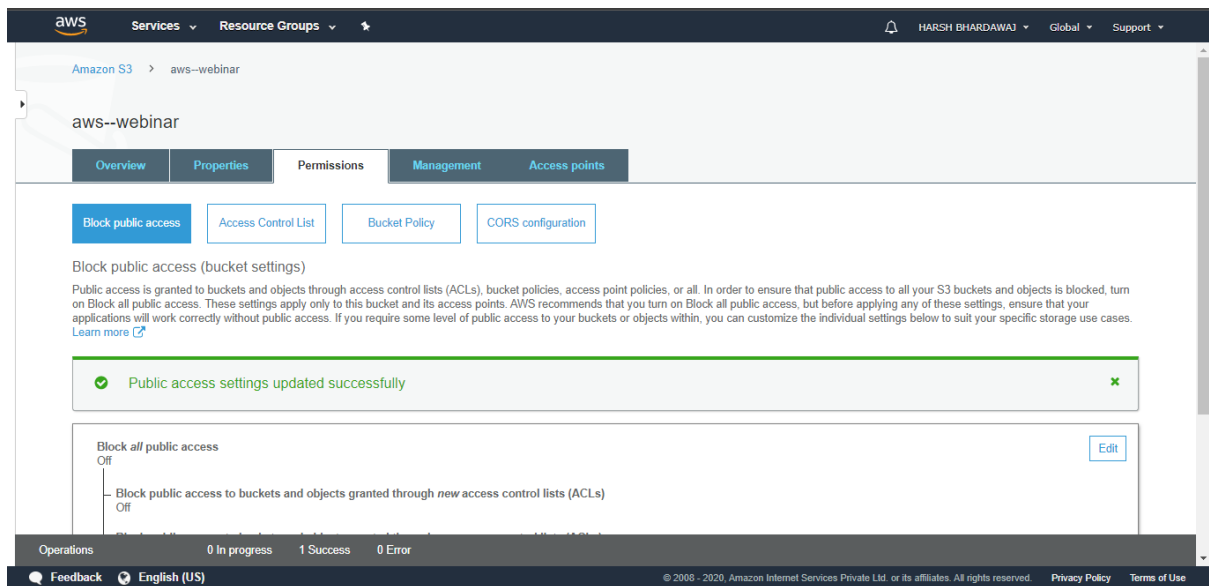 aws Services Resource Groups HARSH BHARDAWAJ Global Support
Amazon S3 > aws--webinar
aws--webinar
Overview Properties Permissions Management Access points
Block public access Access Control List Bucket Policy CORS configuration
Block public access (bucket settings)
Public access is granted to buckets and objects through access control lists (ACLs), bucket policies, access point policies, or all. In order to ensure that public access to all your S3 buckets and objects is blocked, turn
on Block all public access. These settings apply only to this bucket and its access points. AWS recommends that you turn on Block all public access, but before applying any of these settings, ensure that your
applications will work correctly without public access. If you require some level of public access to your buckets or objects within, you can customize the individual settings below to suit your specific storage use cases.
Learn more
Public access settings updated successfully
Block all public access Edit
Off
Block public access to buckets and objects granted through new access control lists (ACLs)
Off
Operations 0 In progress 1 Success 0 Error
Feedback English (US) © 2008 - 2020, Amazon Internet Services Private Ltd. or its affiliates. All rights reserved. Privacy Policy Terms of Use